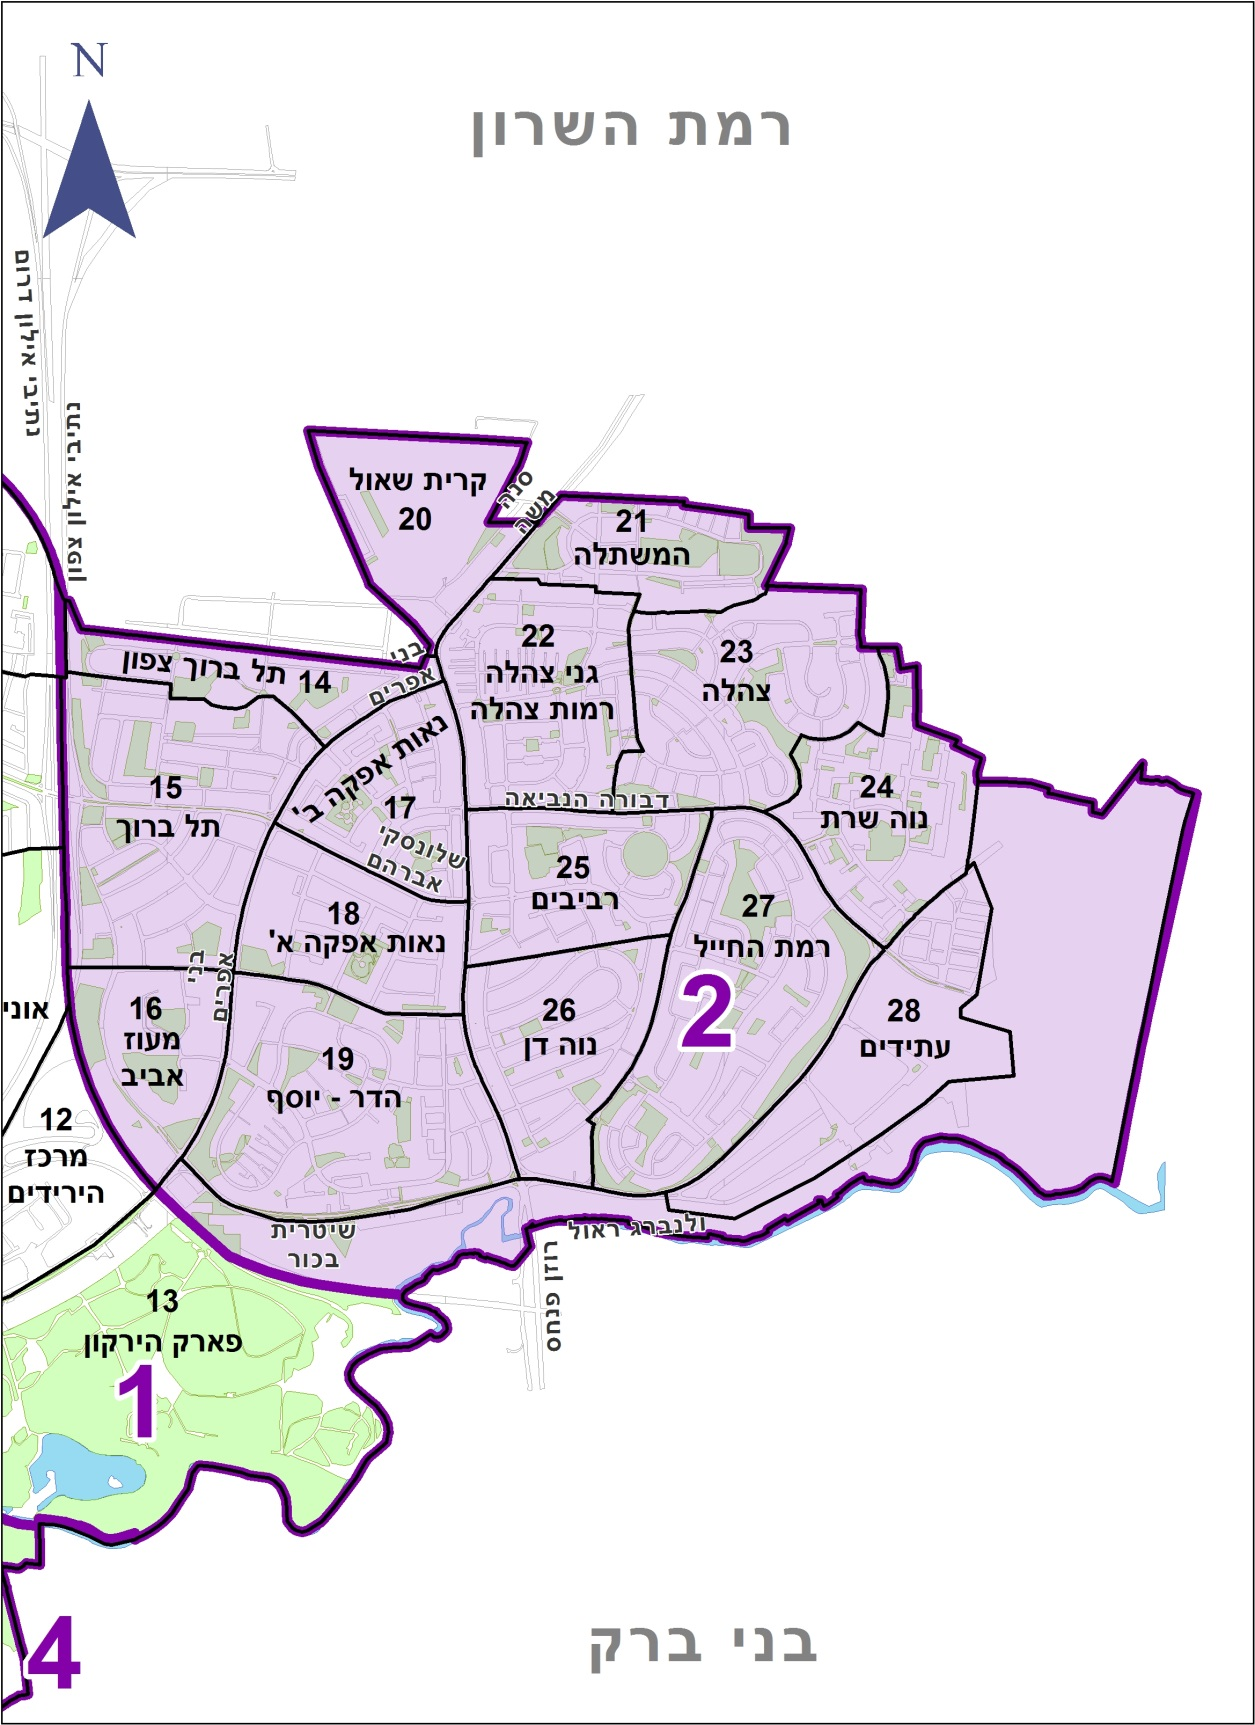 N
רמת השרון
נתיבי אילון דרום
נתיבי אילון צפון
קרית שאול
20
סנה
משה
21
המשתלה
בני
אפרים
תל ברוך צפון 14
22
גני צהלה
רמות צהלה
23
צהלה
נאות אפקה ב'
17
15
תל ברוך
דבורה הנביאה
24
נוה שרת
שלונסקי
אברהם
25
רביבים
18
נאות אפקה א'
27
רמת החייל
2
בני
אפרים
אוני
16
מעוז
אביב
26
נוה דן
28
עתידים
19
הדר - יוסף
12
מרכז
הירידים
שיטרית
בכור
ולנברג ראול
רוזן פנחס
13
פארק הירקון
1
4
בני ברק